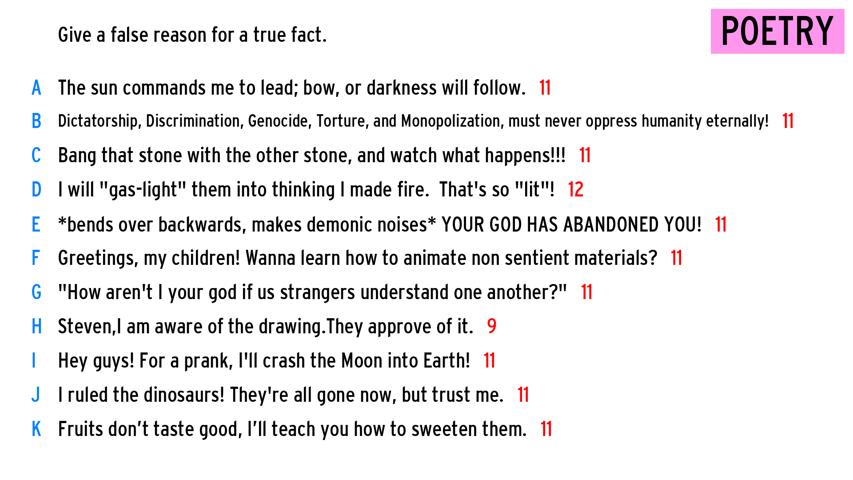 Give a false reason for a true fact.
POETRY
A The sun commands me to lead; bow, or darkness will follow. 11
B Dictatorship, Discrimination, Genocide, Torture, and Monopolization, must never oppress humanity eternally! 11
C Bang that stone with the other stone, and watch what happens!!! 11
D I will "gas-light" them into thinking I made fire.  That's so "lit"! 12
E *bends over backwards, makes demonic noises* YOUR GOD HAS ABANDONED YOU! 11
F Greetings, my children! Wanna learn how to animate non sentient materials? 11
G "How aren't I your god if us strangers understand one another?" 11
H Steven,I am aware of the drawing.They approve of it. 9
I Hey guys! For a prank, I'll crash the Moon into Earth! 11
J I ruled the dinosaurs! They're all gone now, but trust me. 11
K Fruits don’t taste good, I’ll teach you how to sweeten them. 11